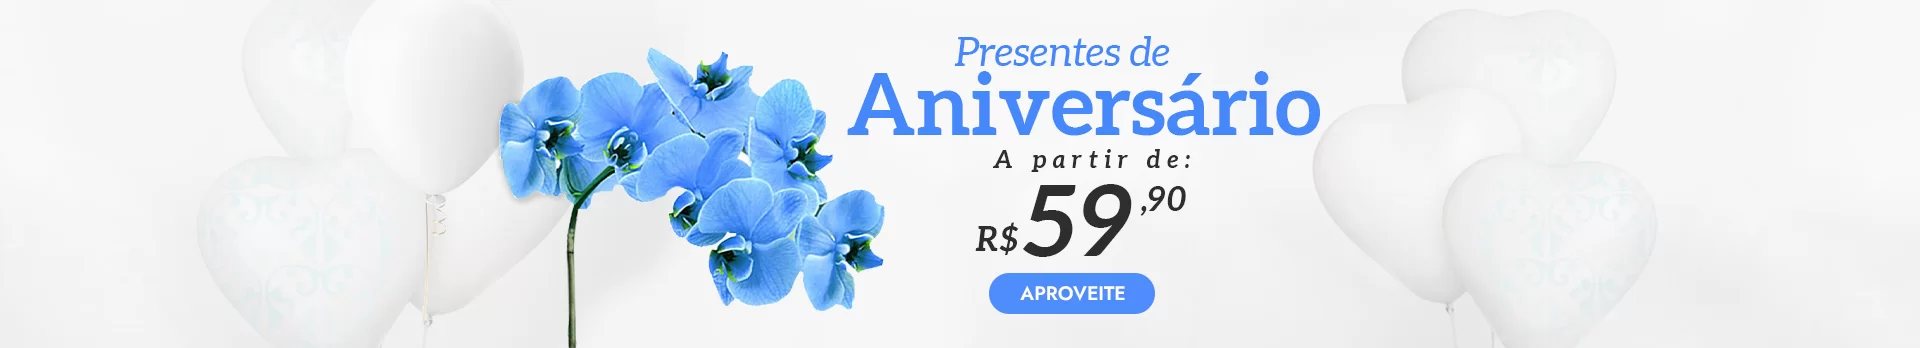 Presentes de
Aniversário
A partir de:
R$59,90
APROVEITE